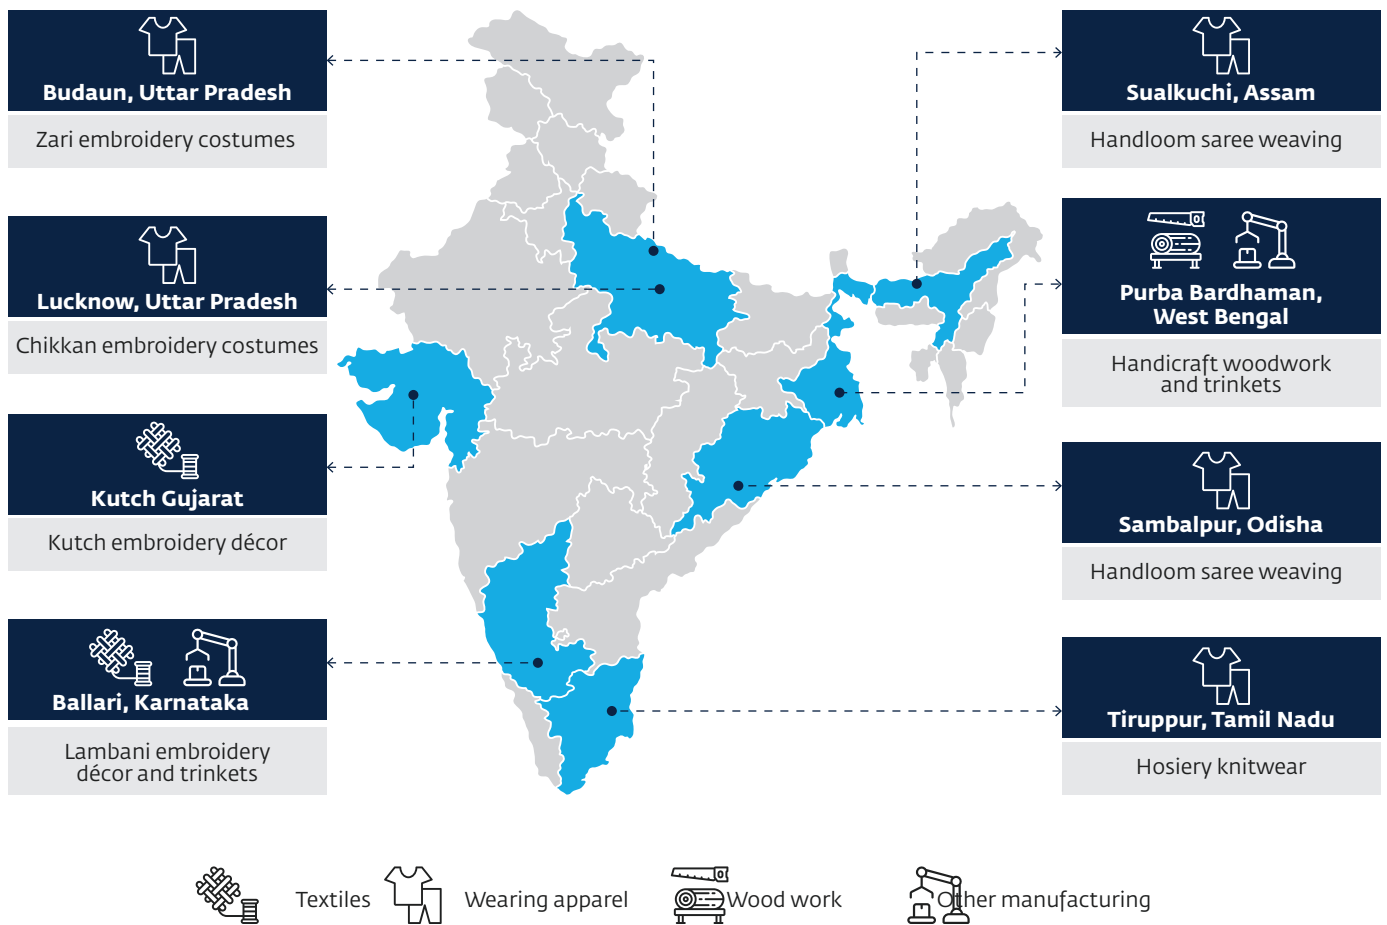 Budaun, Uttar Pradesh
Zari embroidery costumes
Lucknow, Uttar Pradesh
Chikkan embroidery costumes
Kutch Gujarat
Kutch embroidery décor
Ballari, Karnataka
Lambani embroidery
décor and trinkets
Sualkuchi, Assam
Handloom saree weaving
Purba Bardhaman,
West Bengal
Handicraft woodwork
and trinkets
Sambalpur, Odisha
Handloom saree weaving
Tiruppur, Tamil Nadu
Hosiery knitwear
Textiles
Wearing apparel
Wood work
Other manufacturing